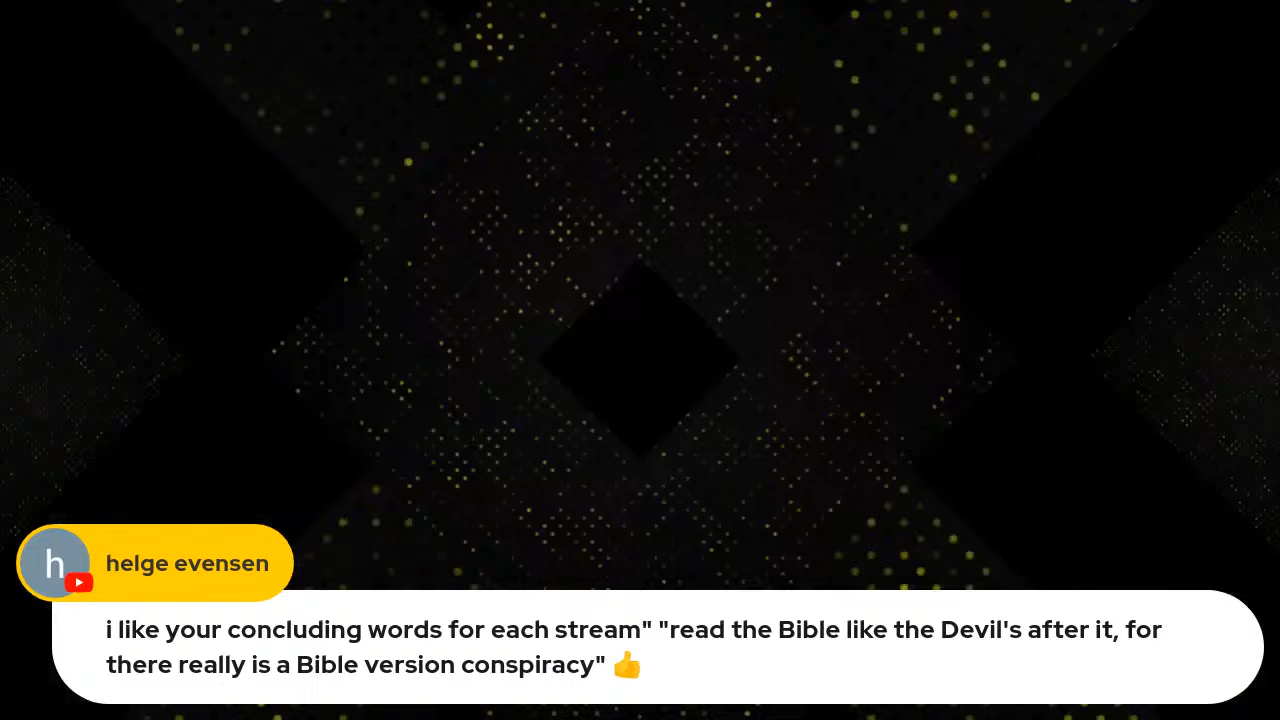 h
helge evensen
i like your concluding words for each stream" "read the Bible like the Devil's after it, for
there really is a Bible version conspiracy" 👍